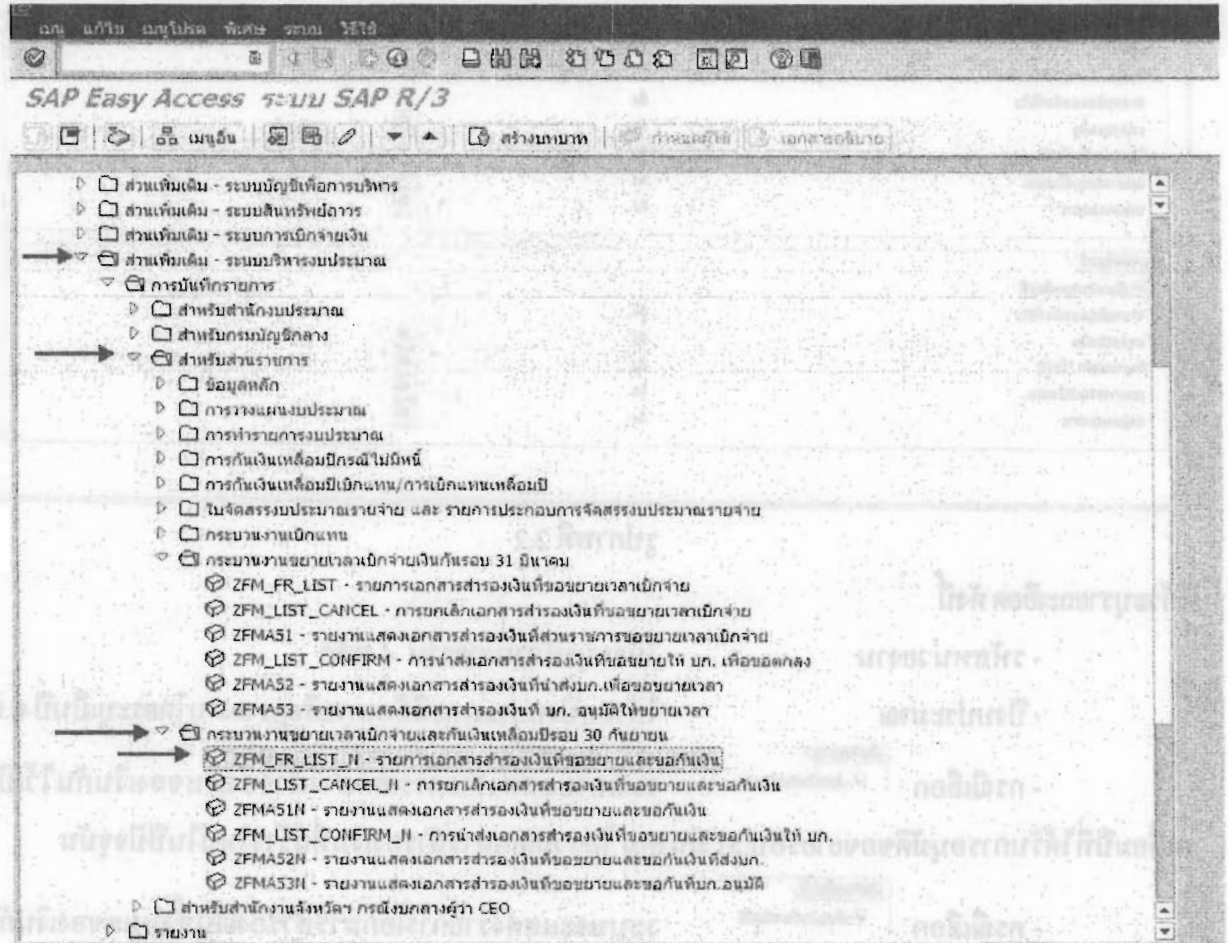 เมนู แก้ไข เมนูโปรด พิเศษ ระบบ วิธีใช้
SAP Easy Access ระบบ SAP R/3
เมนูอื่น สร้างบทบาท กำหนดผู้ใช้ เอกสารอธิบาย
ส่วนเพิ่มเติม - ระบบบัญชีเพื่อการบริหาร
ส่วนเพิ่มเติม - ระบบสินทรัพย์ถาวร
ส่วนเพิ่มเติม - ระบบการเบิกจ่ายเงิน
ส่วนเพิ่มเติม - ระบบบริหารงบประมาณ
การบันทึกรายการ
สำหรับสำนักงบประมาณ
สำหรับกรมบัญชีกลาง
สำหรับส่วนราชการ
ข้อมูลหลัก
การวางแผนงบประมาณ
การทำรายการงบประมาณ
การกันเงินเหลื่อมปีกรณีไม่มีหนี้
การกันเงินเหลื่อมปีเบิกแทน/การเบิกแทนเหลื่อมปี
ใบจัดสรรงบประมาณรายจ่าย และ รายการประกอบการจัดสรรงบประมาณรายจ่าย
กระบวนงานเบิกแทน
กระบวนงานขยายเวลาเบิกจ่ายเงินกันรอบ 31 มีนาคม
ZFM_FR_LIST - รายการเอกสารสำรองเงินที่ขอขยายเวลาเบิกจ่าย
ZFM_LIST_CANCEL - การยกเลิกเอกสารสำรองเงินที่ขอขยายเวลาเบิกจ่าย
ZFMA51 - รายงานแสดงเอกสารสำรองเงินที่ส่วนราชการขอขยายเวลาเบิกจ่าย
ZFM_LIST_CONFIRM - การนำส่งเอกสารสำรองเงินที่ขอขยายให้ บก. เพื่อขอตกลง
ZFMA52 - รายงานแสดงเอกสารสำรองเงินที่นำส่งบก.เพื่อขอขยายเวลา
ZFMA53 - รายงานแสดงเอกสารสำรองเงินที่ บก. อนุมัติให้ขยายเวลา
กระบวนงานขยายเวลาเบิกจ่ายและกันเงินเหลื่อมปีรอบ 30 กันยายน
ZFM_FR_LIST_N - รายการเอกสารสำรองเงินที่ขอขยายและขอกันเงิน
ZFM_LIST_CANCEL_N - การยกเลิกเอกสารสำรองเงินที่ขอขยายและขอกันเงิน
ZFMA51N - รายงานแสดงเอกสารสำรองเงินที่ขอขยายและขอกันเงิน
ZFM_LIST_CONFIRM_N - การนำส่งเอกสารสำรองเงินที่ขอขยายและขอกันเงินให้ บก.
ZFMA52N - รายงานแสดงเอกสารสำรองเงินที่ขอขยายและขอกันเงินที่ส่งบก.
ZFMA53N - รายงานแสดงเอกสารสำรองเงินที่ขอขยายและขอกันที่บก.อนุมัติ
สำหรับสำนักงานจังหวัดฯ กรณีงบกลางผู้ว่า CEO
รายงาน